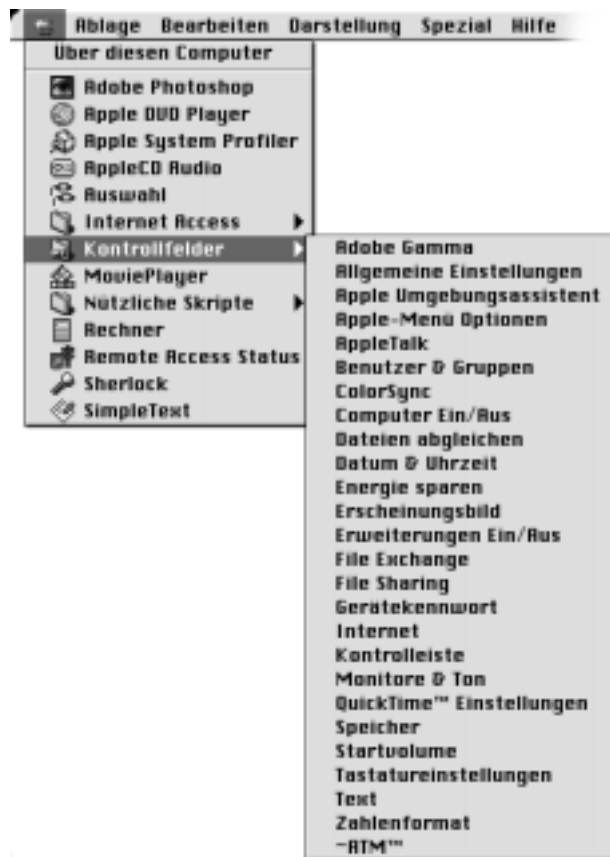 Ablage Bearbeiten Darstellung Spezial Hilfe
Über diesen Computer
Adobe Photoshop
Apple DVD Player
Apple System Profiler
AppleCD Audio
Auswahl
Internet Access
Kontrollfelder
MoviePlayer
Nützliche Skripte
Rechner
Remote Access Status
Sherlock
SimpleText
Adobe Gamma
Allgemeine Einstellungen
Apple Umgebungsassistent
Apple-Menü Optionen
AppleTalk
Benutzer & Gruppen
ColorSync
Computer Ein/Aus
Dateien abgleichen
Datum & Uhrzeit
Energie sparen
Erscheinungsbild
Erweiterungen Ein/Aus
File Exchange
File Sharing
Gerätekennwort
Internet
Kontrolleiste
Monitore & Ton
QuickTime™ Einstellungen
Speicher
Startvolume
Tastatureinstellungen
Text
Zahlenformat
~ATM™